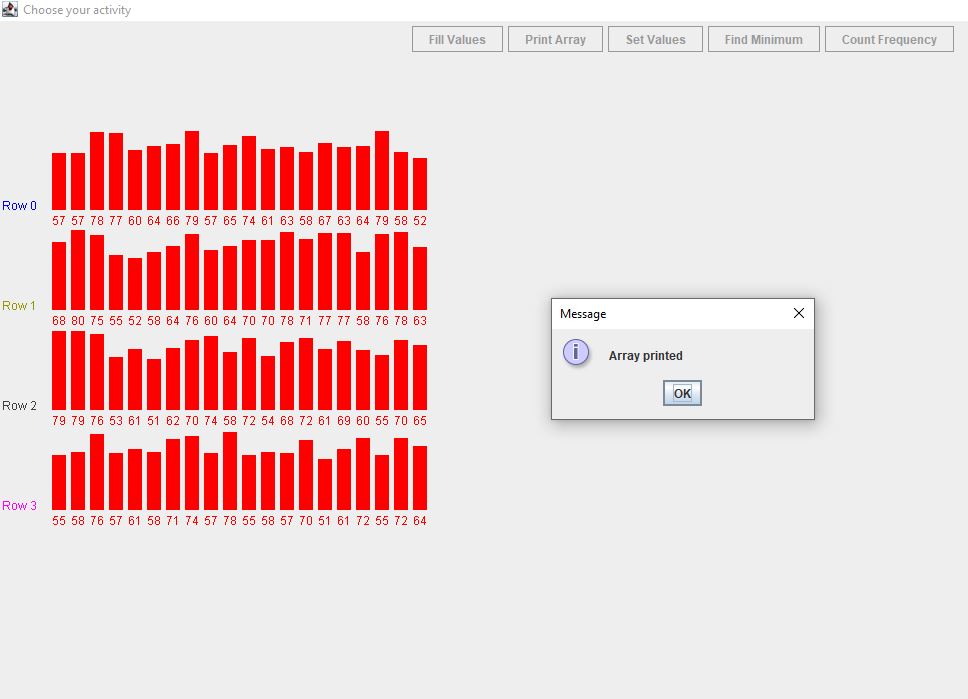 Choose your activity
Fill Values Print Array Set Values Find Minimum Count Frequency
Row 0
57 57 78 77 60 64 66 79 57 65 74 61 63 58 67 63 64 79 58 52
Row 1
68 80 75 55 52 58 64 76 60 64 70 70 78 71 77 77 58 76 78 63
Row 2
79 79 76 53 61 51 62 70 74 58 72 54 68 72 61 69 60 55 70 65
Row 3
55 58 76 57 61 58 71 74 57 78 55 58 57 70 51 61 72 55 72 64
Message
Array printed
OK